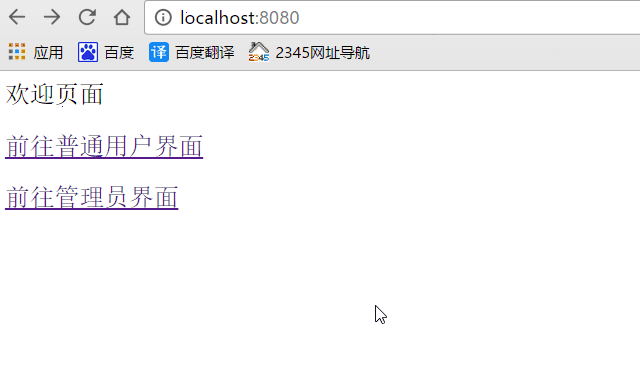 localhost:8080
应用 百度 译 百度翻译 2345 2345网址导航
欢迎页面
前往普通用户界面
前往管理员界面